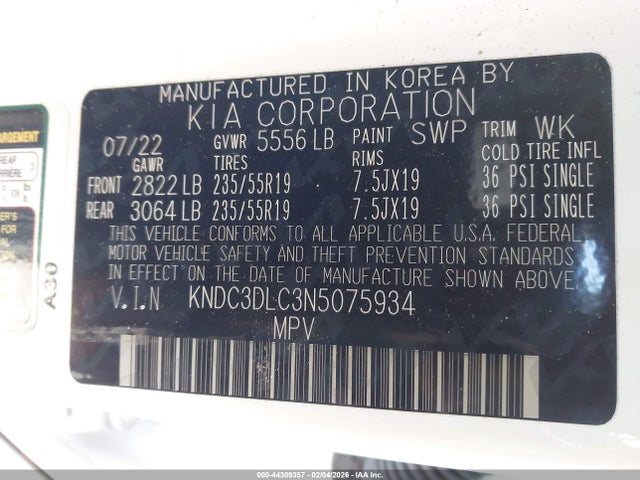 MANUFACTURED IN KOREA BY
KIA CORPORATION
07/22 GVWR 5556 LB PAINT SWP TRIM WK
GAWR TIRES RIMS COLD TIRE INFL
FRONT 2822 LB 235/55R19 7.5JX19 36 PSI SINGLE
REAR 3064 LB 235/55R19 7.5JX19 36 PSI SINGLE
THIS VEHICLE CONFORMS TO ALL APPLICABLE U.S.A. FEDERAL
MOTOR VEHICLE SAFETY AND THEFT PREVENTION STANDARDS
IN EFFECT ON THE DATE OF MANUFACTURE SHOWN ABOVE.
V.I.N KNDC3DLC3N5075934
MPV
A30
REAR
FOR
000-44309357 - 02/04/2026 - IAA Inc.